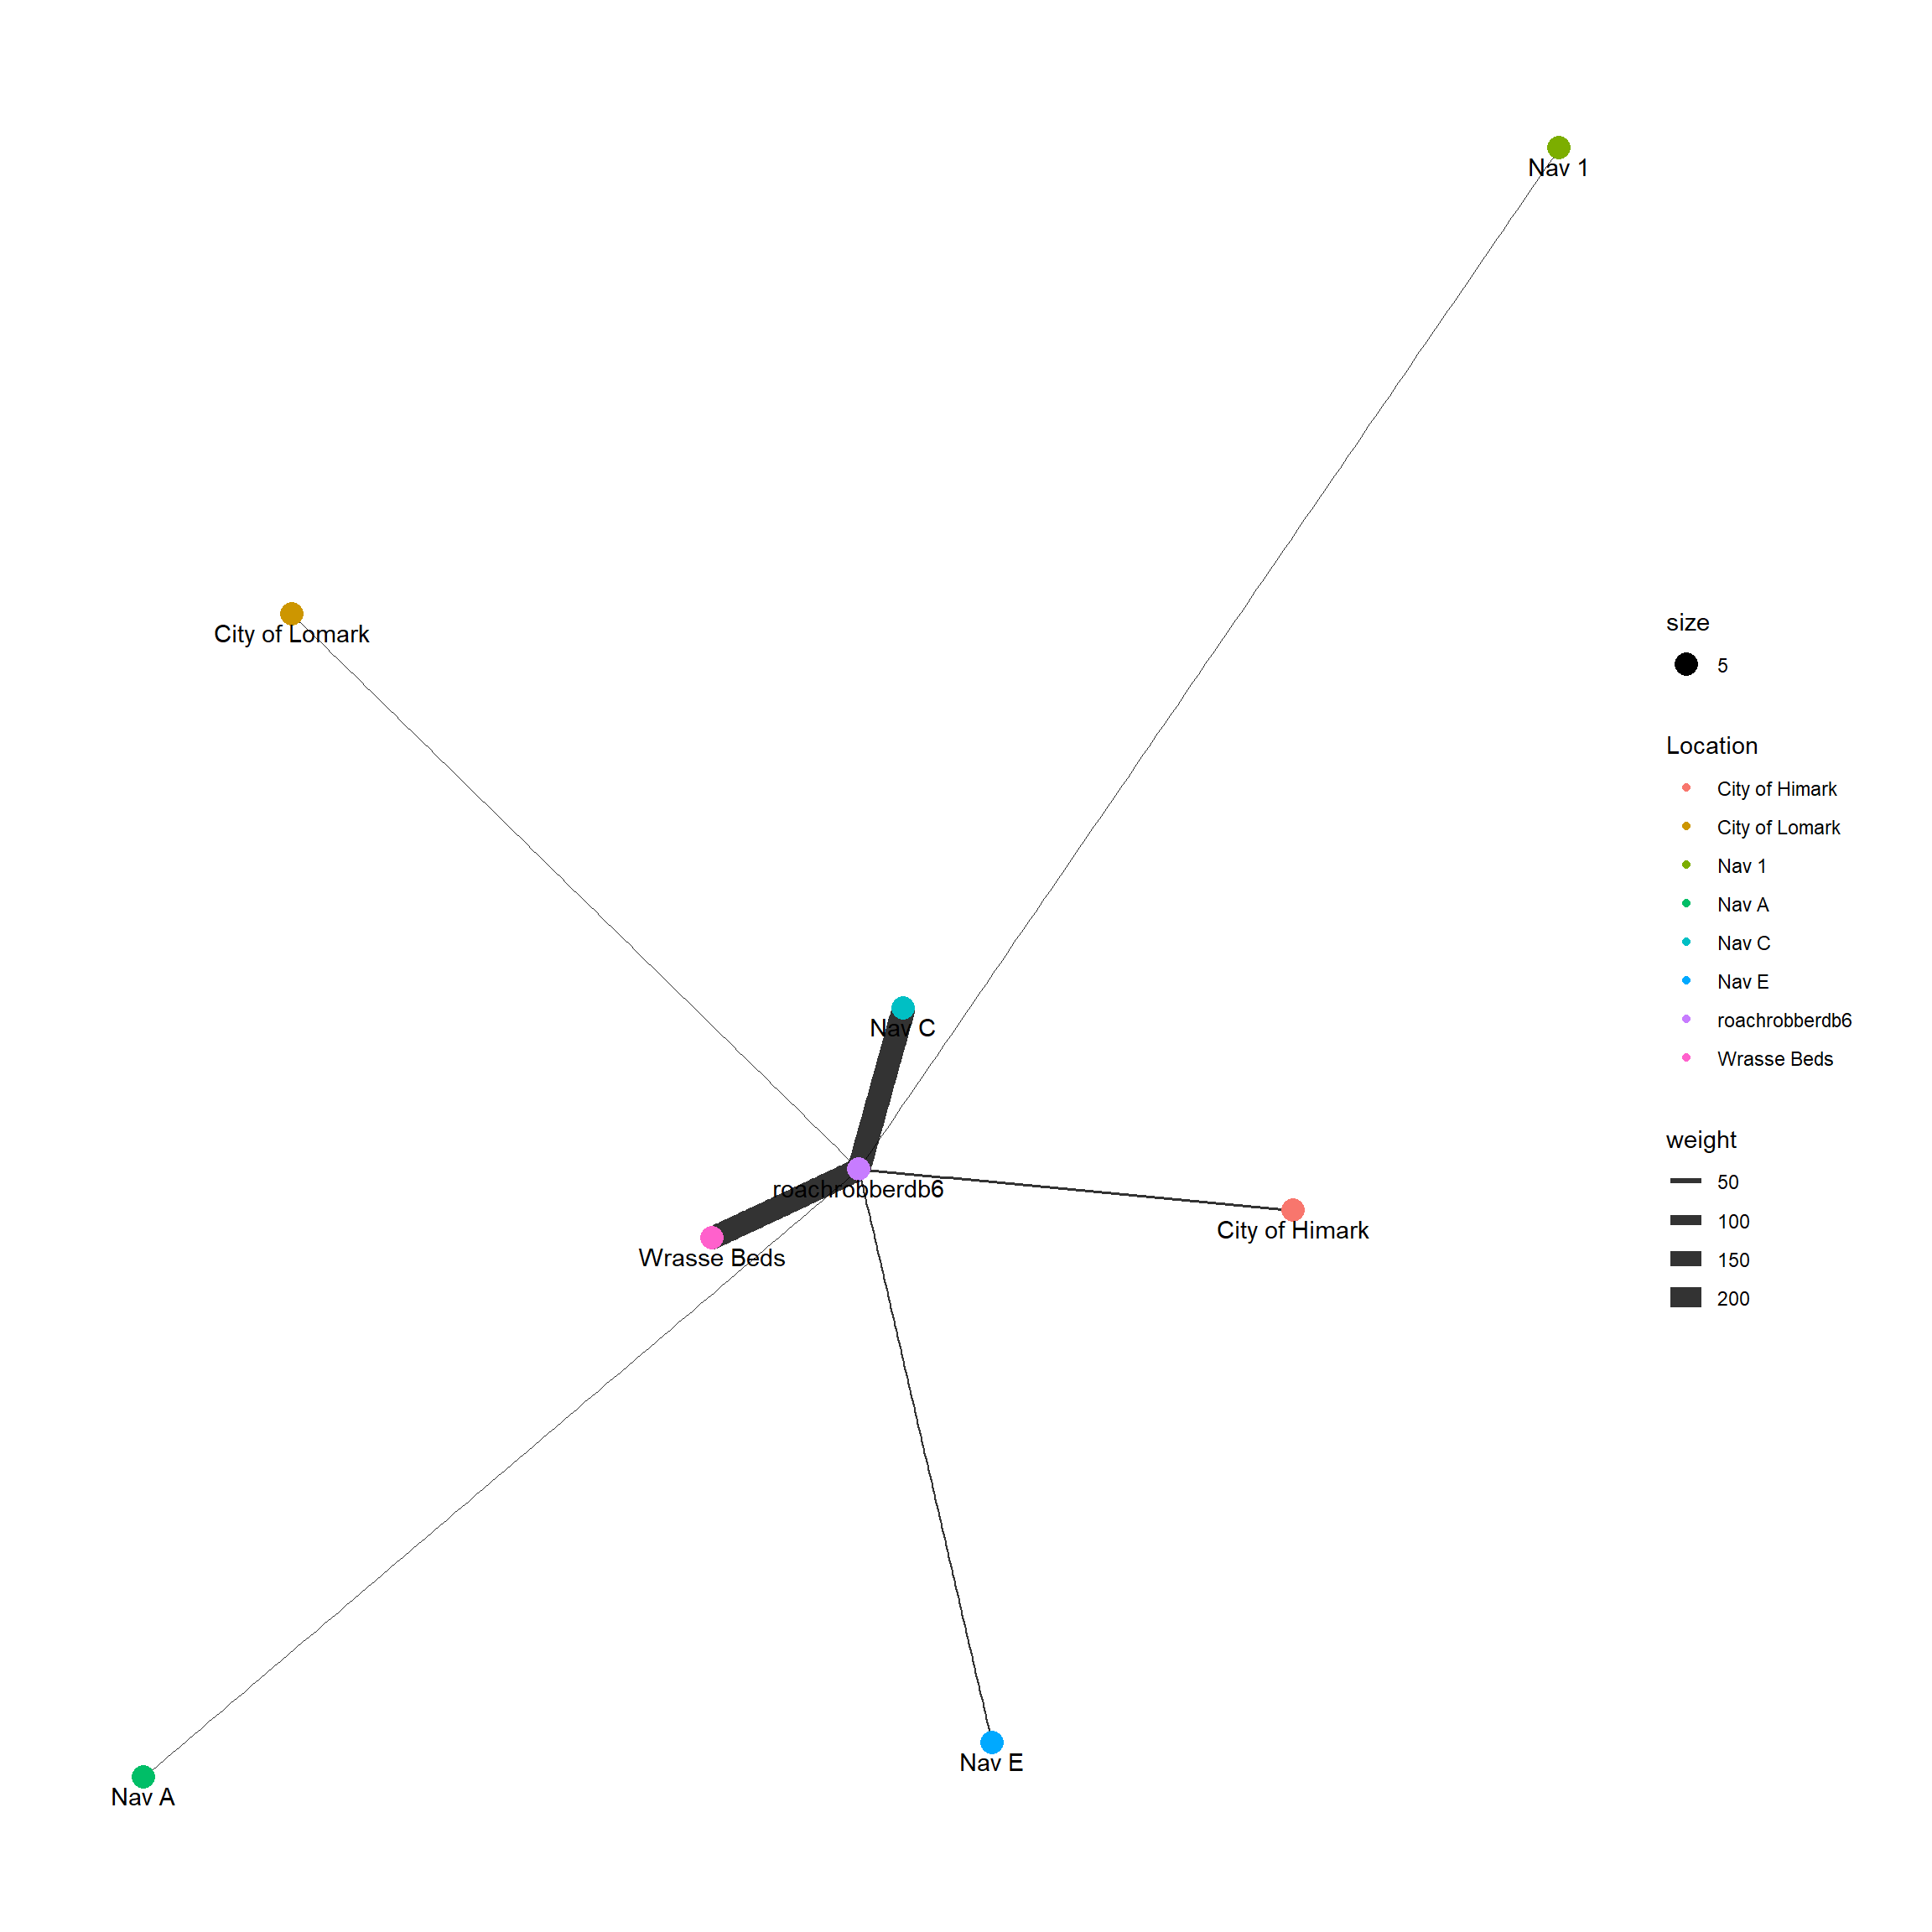 Nav 1
City of Lomark
Nav C
roachrobberdb6
City of Himark
Wrasse Beds
Nav E
Nav A
size
5
Location
City of Himark
City of Lomark
Nav 1
Nav A
Nav C
Nav E
roachrobberdb6
Wrasse Beds
weight
50
100
150
200